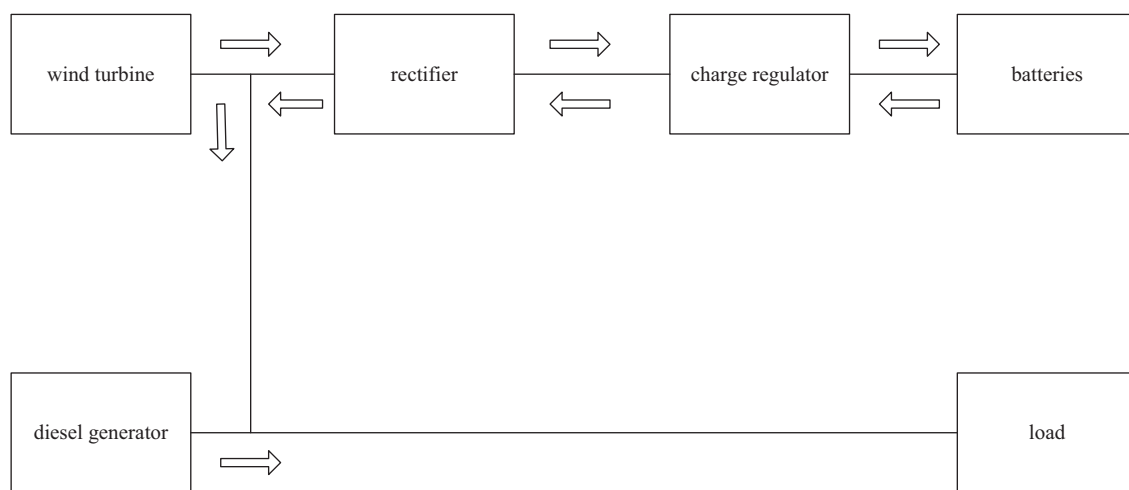 wind turbine
rectifier
charge regulator
batteries
diesel generator
load